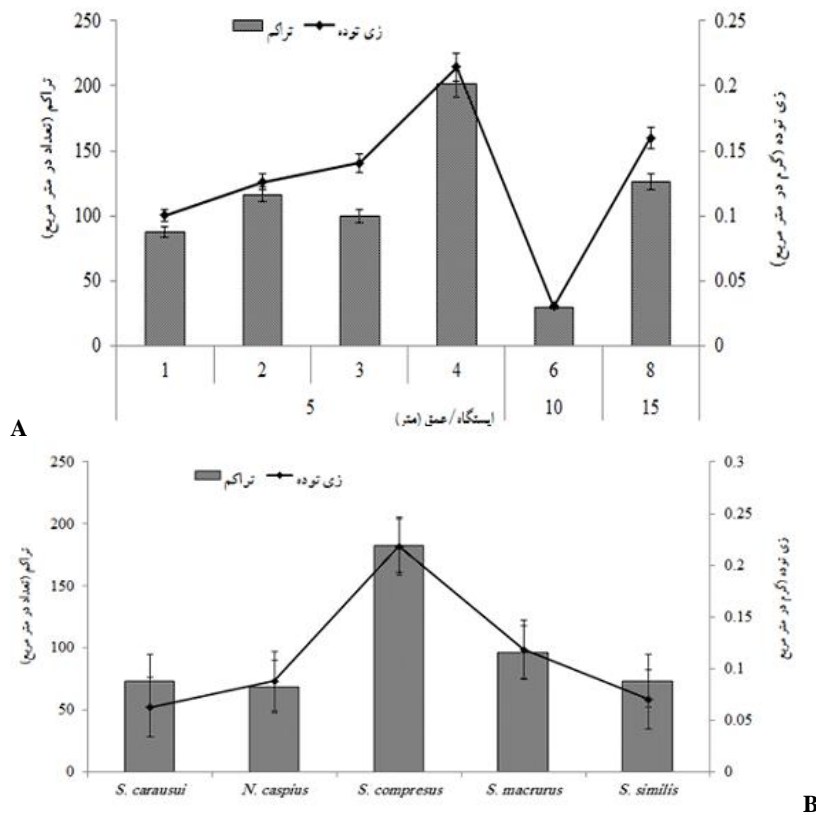 تراکم زی توده
250 0.25
200 0.2
150 0.15
100 0.1
50 0.05
0 0
تراکم (تعداد در متر مربع)
زی توده (گرم در متر مربع)
1 2 3 4 6 8
5 10 15
ایستگاه/عمق (متر)
A
تراکم زی توده
250 0.3
200 0.25
150 0.2
100 0.15
50 0.1
0 0.05
0
تراکم (تعداد در متر مربع)
زی توده (گرم در متر مربع
S. carausui N. caspius S. compresus S. macrurus S. similis
B